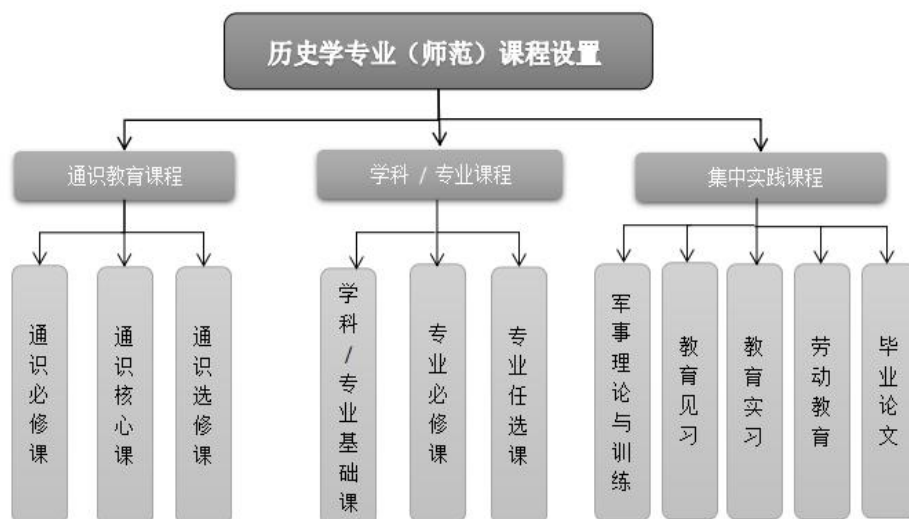 历史学专业（师范）课程设置
通识教育课程
学科 / 专业课程
集中实践课程
通识必修课
通识核心课
通识选修课
学科/专业基础课
专业必修课
专业任选课
军事理论与训练
教育见习
教育实习
劳动教育
毕业论文